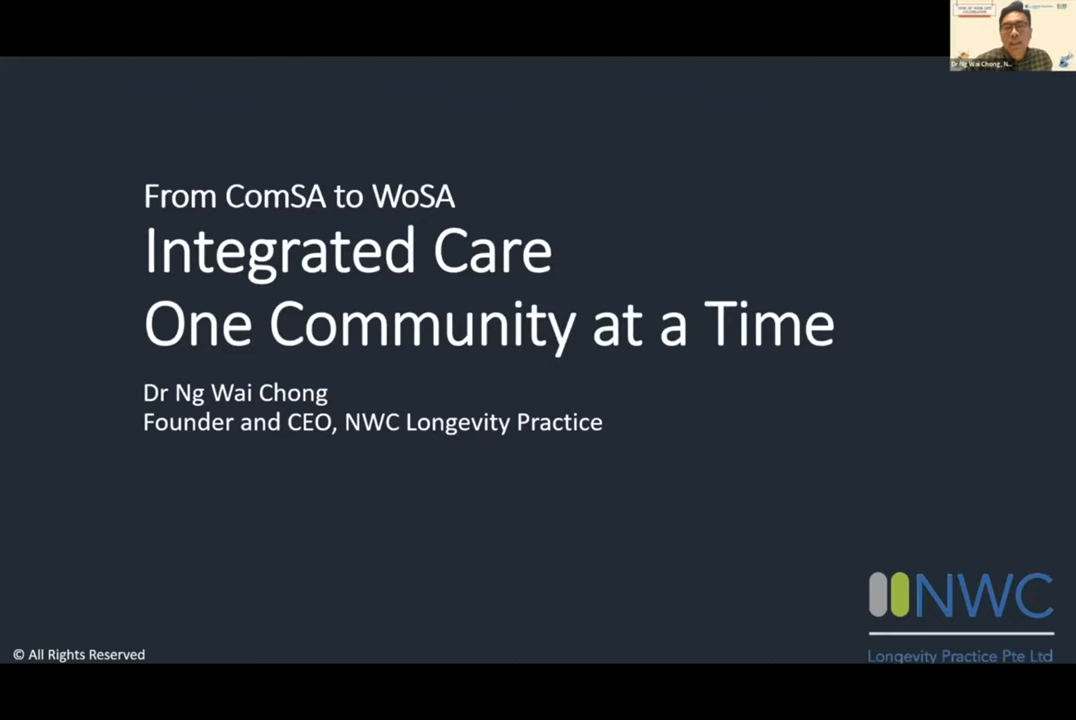 From ComSA to WoSA
Integrated Care
One Community at a Time
Dr Ng Wai Chong
Founder and CEO, NWC Longevity Practice
© All Rights Reserved
NWC
Longevity Practice Pte Ltd
Dr Ng Wai Chong, N...